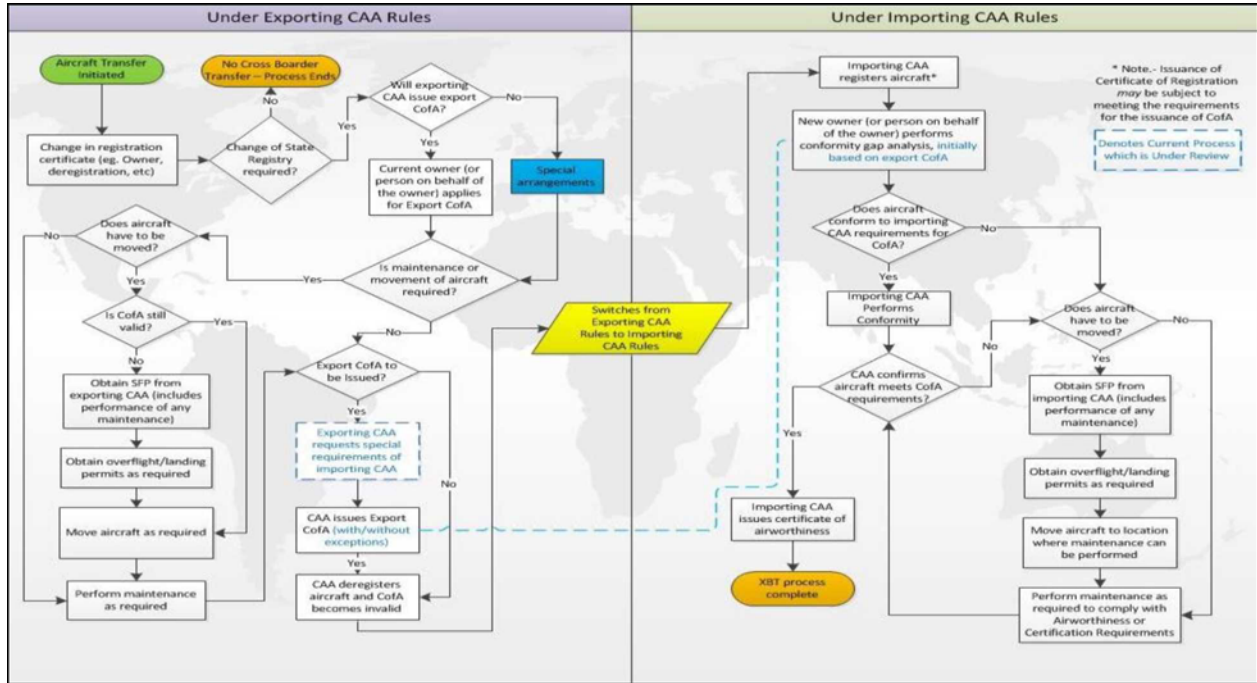 Under Exporting CAA Rules
Under Importing CAA Rules
Aircraft Transfer
Initiated
No Cross Boarder
Transfer – Process Ends
Will exporting
CAA issue export
CofA?
No
No
Yes
Yes
Change in registration
certificate (eg. Owner,
deregistration, etc)
Change of State
Registry
required?
Current owner (or
person on behalf of
the owner) applies
for Export CofA
Special
arrangements
Does aircraft
have to be
moved?
No
Yes
Is maintenance or
movement of aircraft
required?
Yes
No
Is CofA still
valid?
Yes
No
Export CofA to
be Issued?
Yes
No
Obtain SFP from
exporting CAA (includes
performance of any
maintenance)
Exporting CAA
requests special
requirements of
importing CAA
Obtain overflight/landing
permits as required
Move aircraft as required
CAA issues Export
CofA (with/without
exceptions)
Yes
Perform maintenance
as required
CAA deregisters
aircraft and CofA
becomes invalid
Switches from
Exporting CAA
Rules to Importing
CAA Rules
Importing CAA
registers aircraft*
* Note.- Issuance of
Certificate of Registration
may be subject to
meeting the requirements
for the issuance of CofA
Denotes Current Process
which is Under Review
New owner (or person on behalf
of the owner) performs
conformity gap analysis, initially
based on export CofA
Does aircraft
conform to importing
CAA requirements for
CofA?
No
Yes
Importing CAA
Performs
Conformity
Does aircraft
have to be
moved?
No
No
Yes
CAA confirms
aircraft meets CofA
requirements?
Yes
Obtain SFP from
importing CAA (includes
performance of any
maintenance)
Obtain overflight/landing
permits as required
Importing CAA
issues certificate of
airworthiness
Move aircraft to location
where maintenance can
be performed
XBT process
complete
Perform maintenance as
required to comply with
Airworthiness or
Certification Requirements